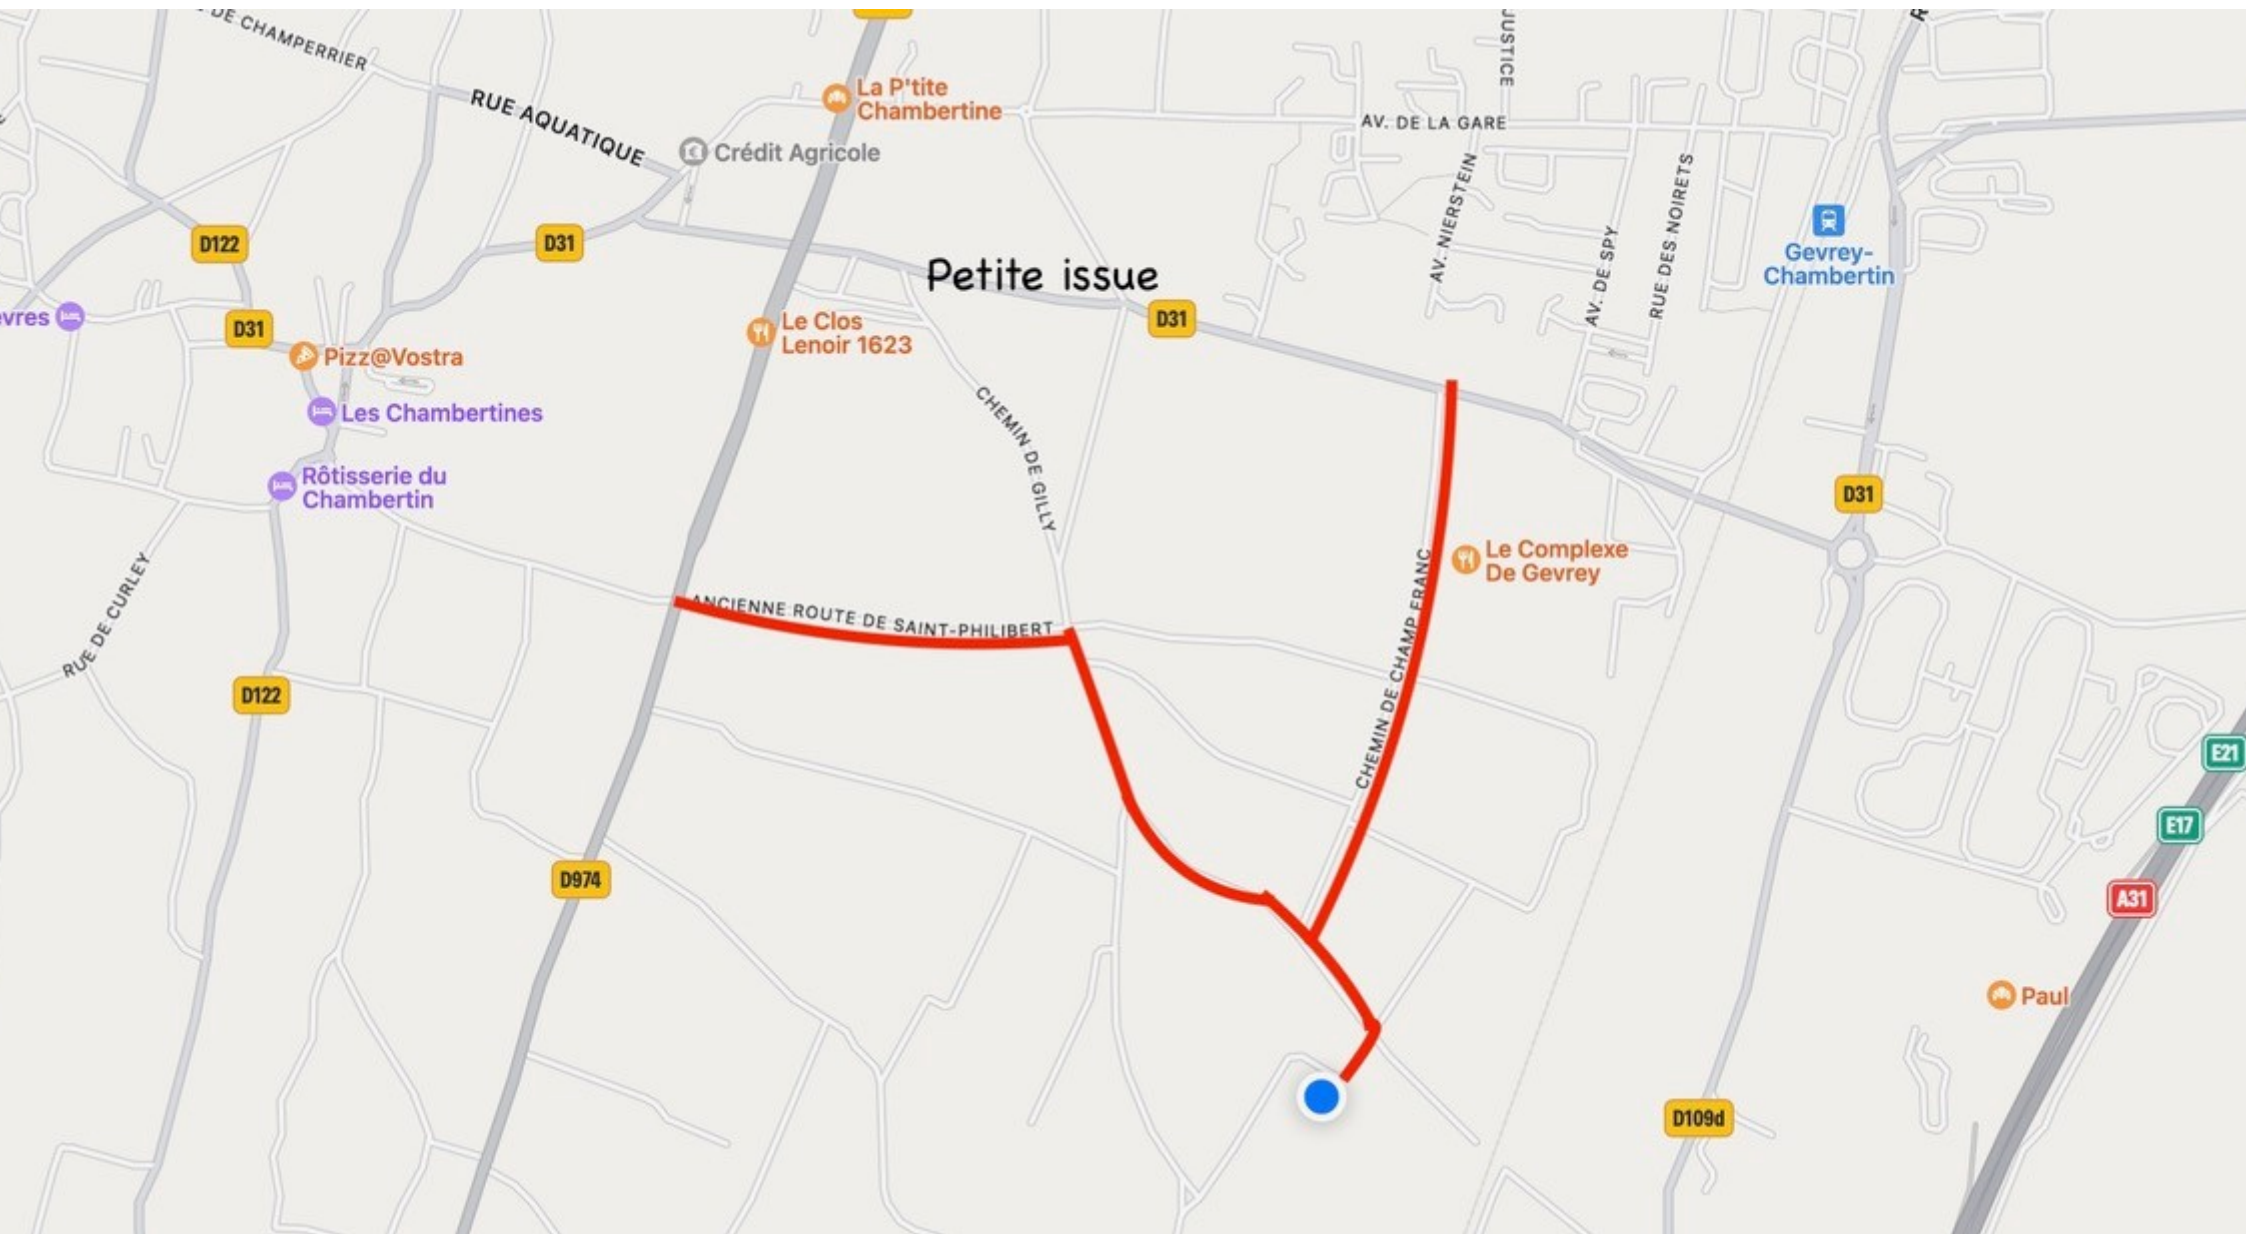 DE CHAMPERRIER
RUE AQUATIQUE
La P'tite
Chambertine
Crédit Agricole
JUSTICE
AV. DE LA GARE
AV. NIERSTEIN
AV. DE SPY
RUE DES NOIRETS
Gevrey-
Chambertin
D122
D31
Petite issue
D31
D31
Le Clos
Lenoir 1623
Pizz@Vostra
Les Chambertines
CHEMIN DE GILLY
Rôtisserie du
Chambertin
D31
Le Complexe
De Gevrey
RUE DE CURLEY
ANCIENNE ROUTE DE SAINT-PHILIBERT
CHEMIN DE CHAMP FRANC
D122
E21
E17
D974
A31
Paul
D109d